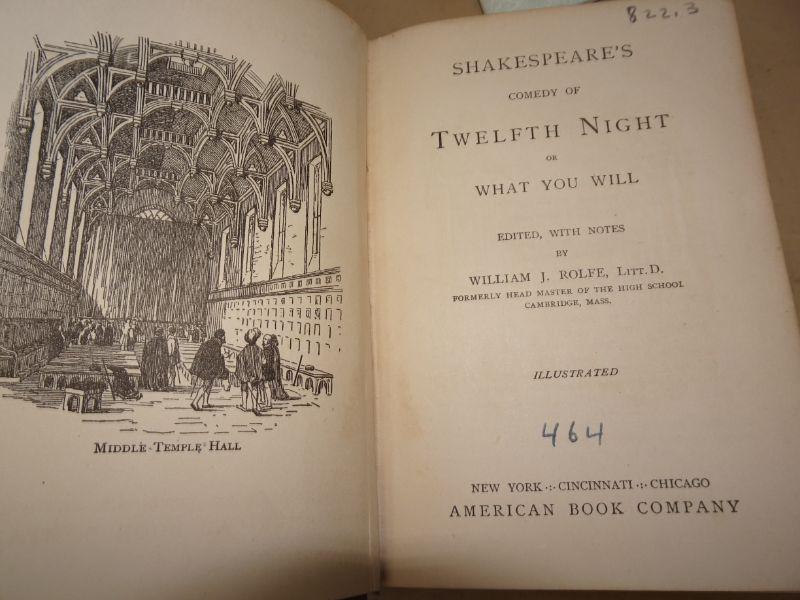 MIDDLE TEMPLE HALL
822.3
SHAKESPEARE'S
COMEDY OF
TWELFTH NIGHT
OR
WHAT YOU WILL
EDITED, WITH NOTES
BY
WILLIAM J. ROLFE, LITT.D.
FORMERLY HEAD MASTER OF THE HIGH SCHOOL
CAMBRIDGE, MASS.
ILLUSTRATED
464
NEW YORK ·:· CINCINNATI ·:· CHICAGO
AMERICAN BOOK COMPANY